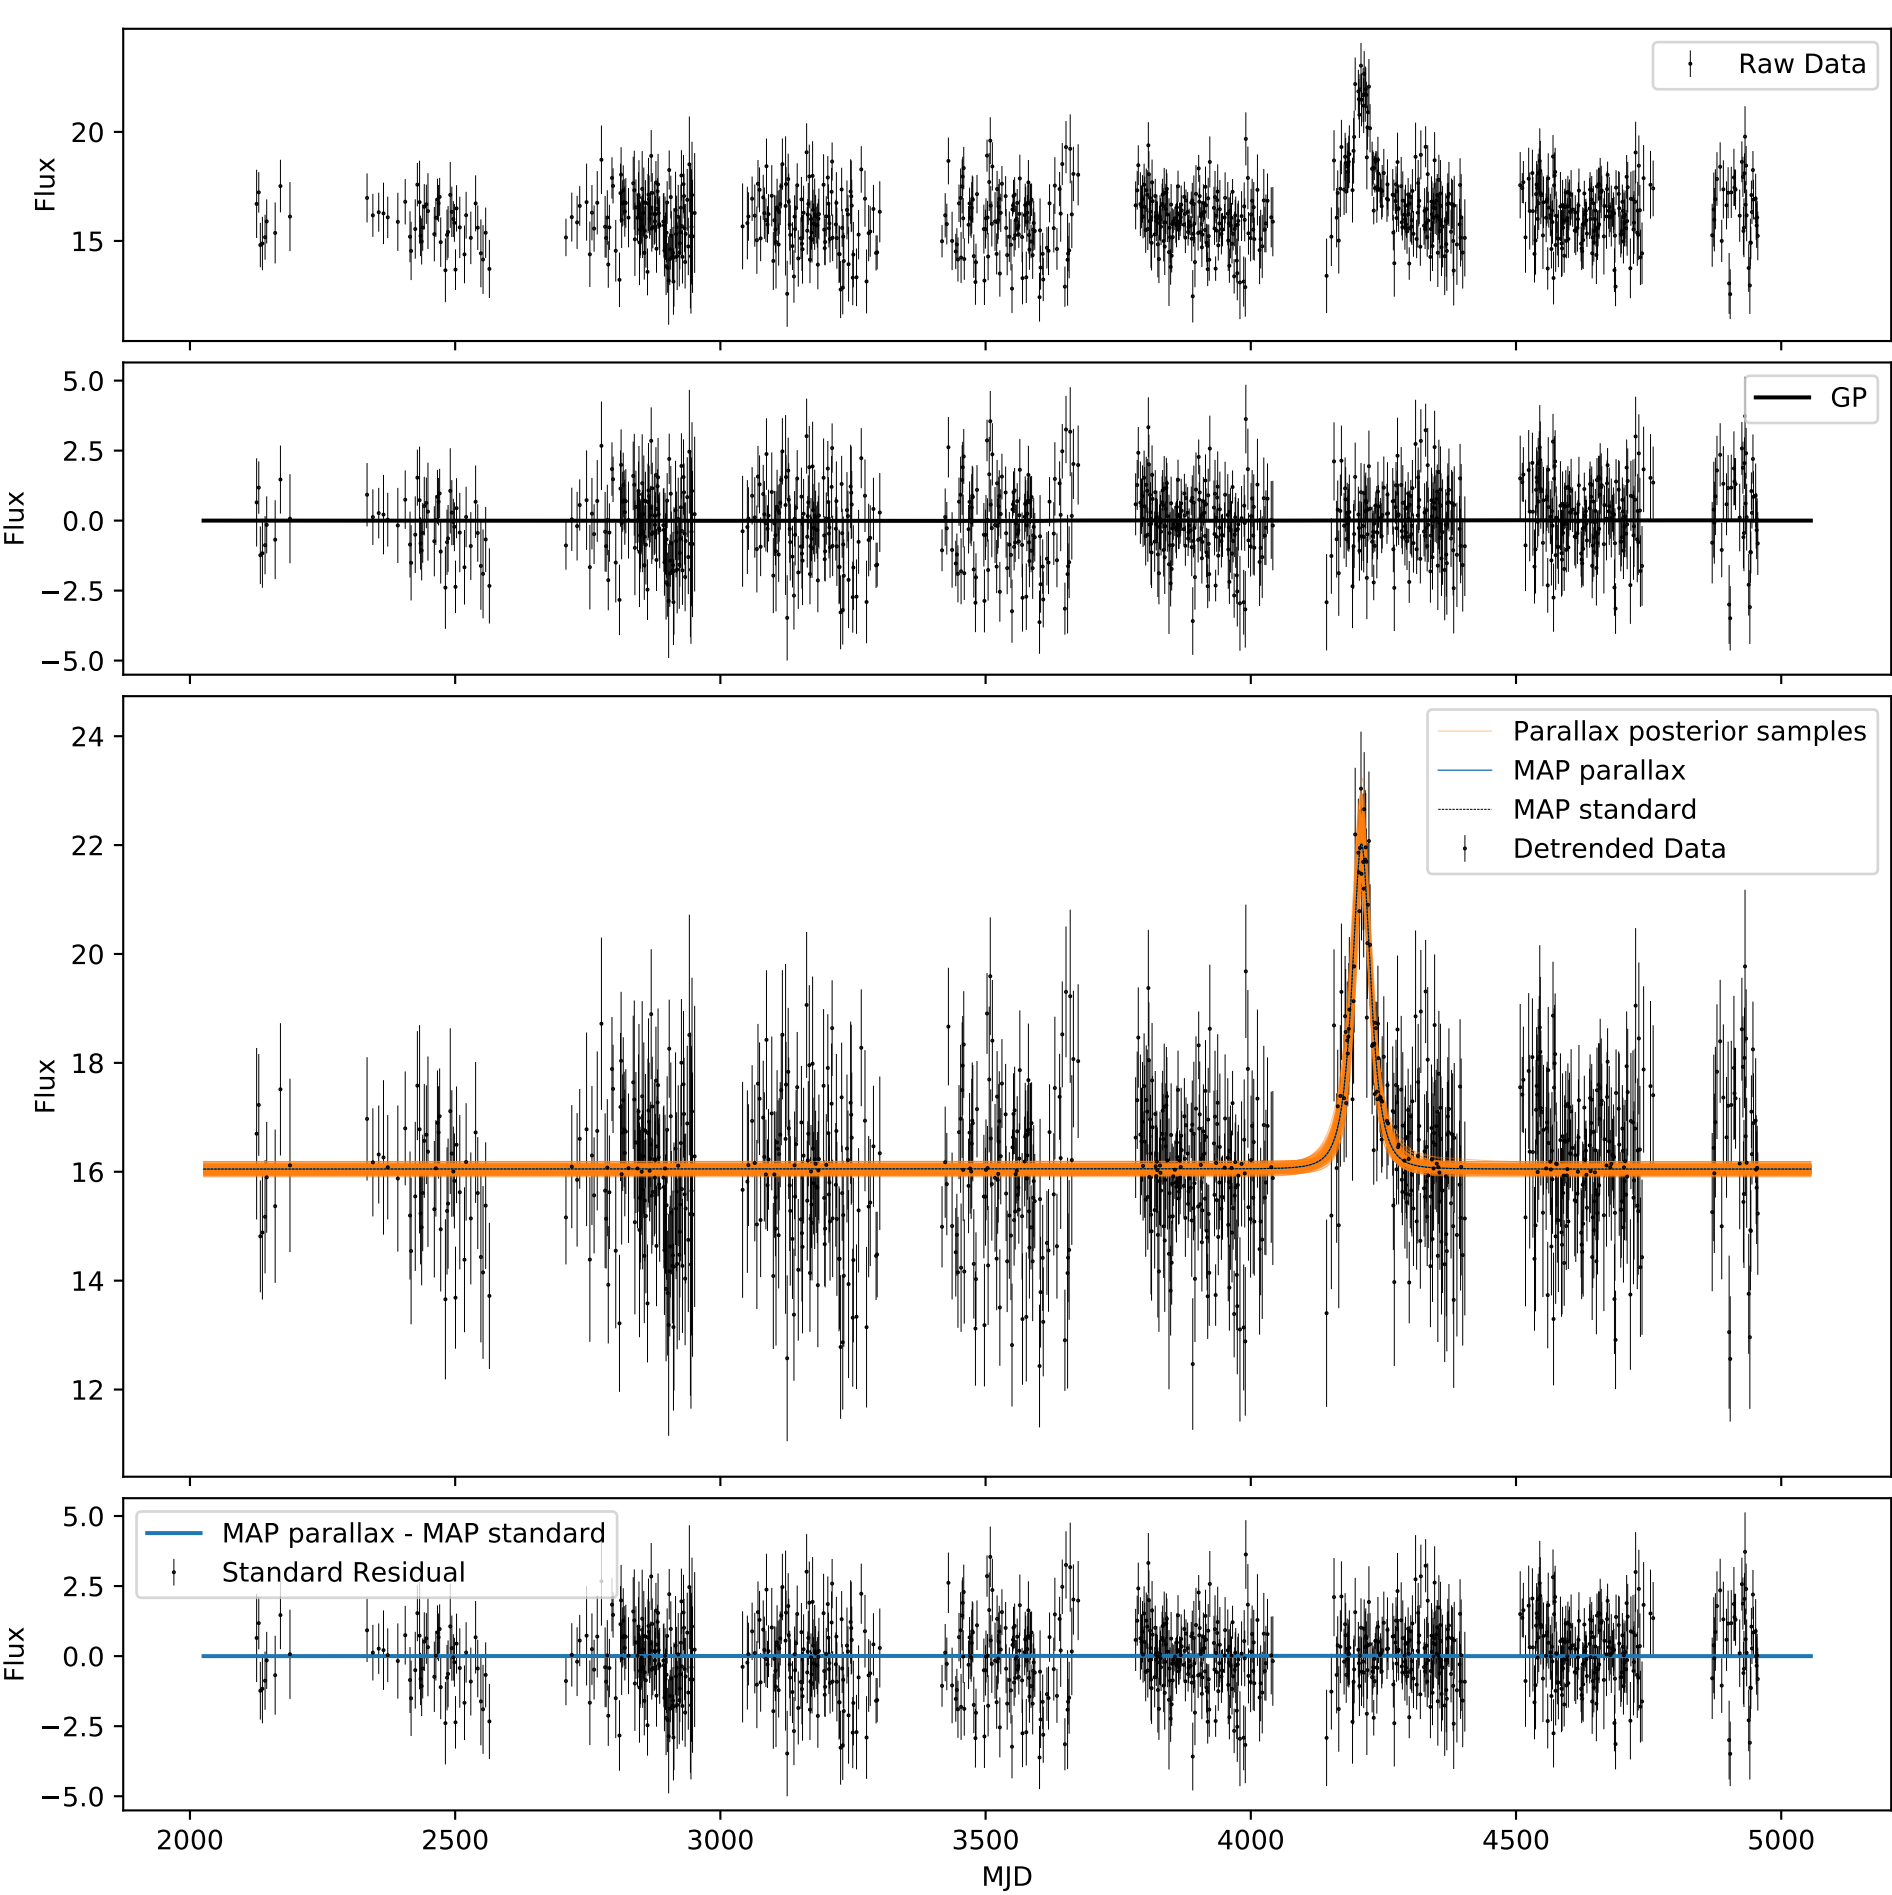 Raw Data
Flux
20
15
GP
Flux
5.0
2.5
0.0
−2.5
−5.0
Parallax posterior samples
MAP parallax
MAP standard
Detrended Data
Flux
24
22
20
18
16
14
12
MAP parallax - MAP standard
Standard Residual
Flux
5.0
2.5
0.0
−2.5
−5.0
2000 2500 3000 3500 4000 4500 5000
MJD